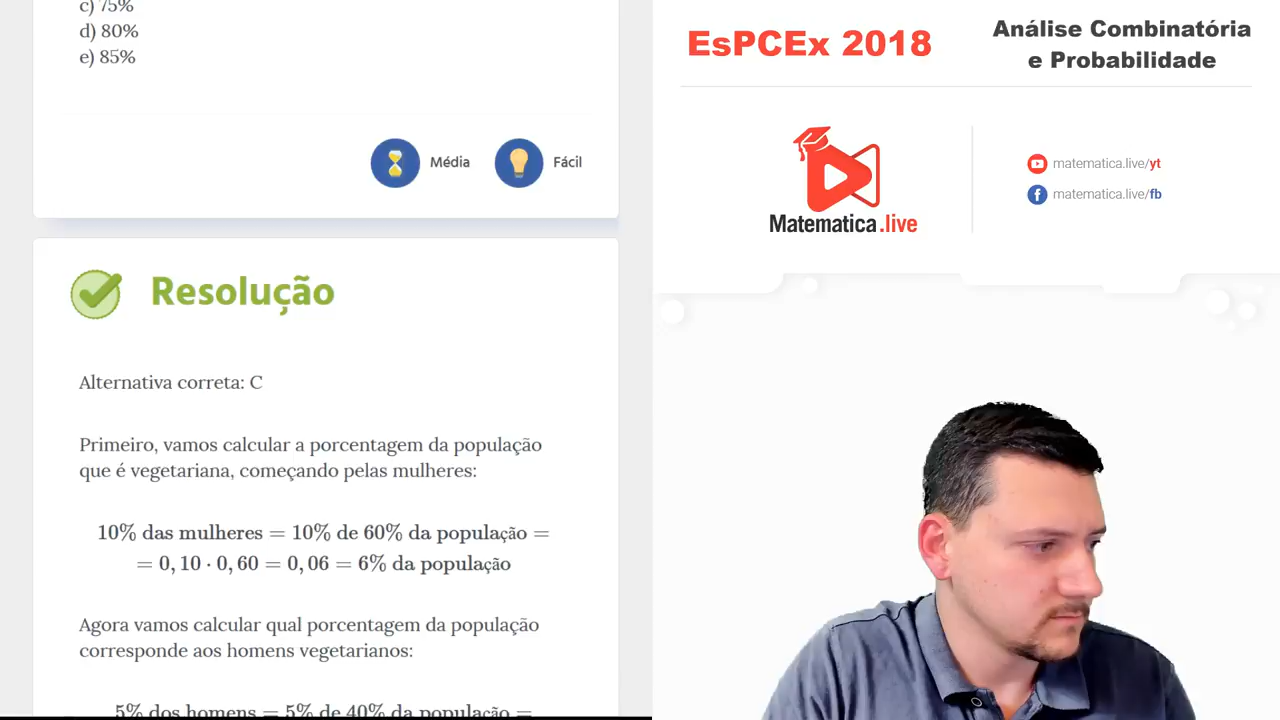 c) 75%
d) 80%
e) 85%
Média
Fácil
Resolução
Alternativa correta: C
Primeiro, vamos calcular a porcentagem da população
que é vegetariana, começando pelas mulheres:
10% das mulheres = 10% de 60% da população =
= 0, 10 · 0, 60 = 0, 06 = 6% da população
Agora vamos calcular qual porcentagem da população
corresponde aos homens vegetarianos:
5% dos homens = 5% de 40% da população =
EsPCEx 2018
Análise Combinatória
e Probabilidade
Matematica.live
matematica.live/yt
matematica.live/fb